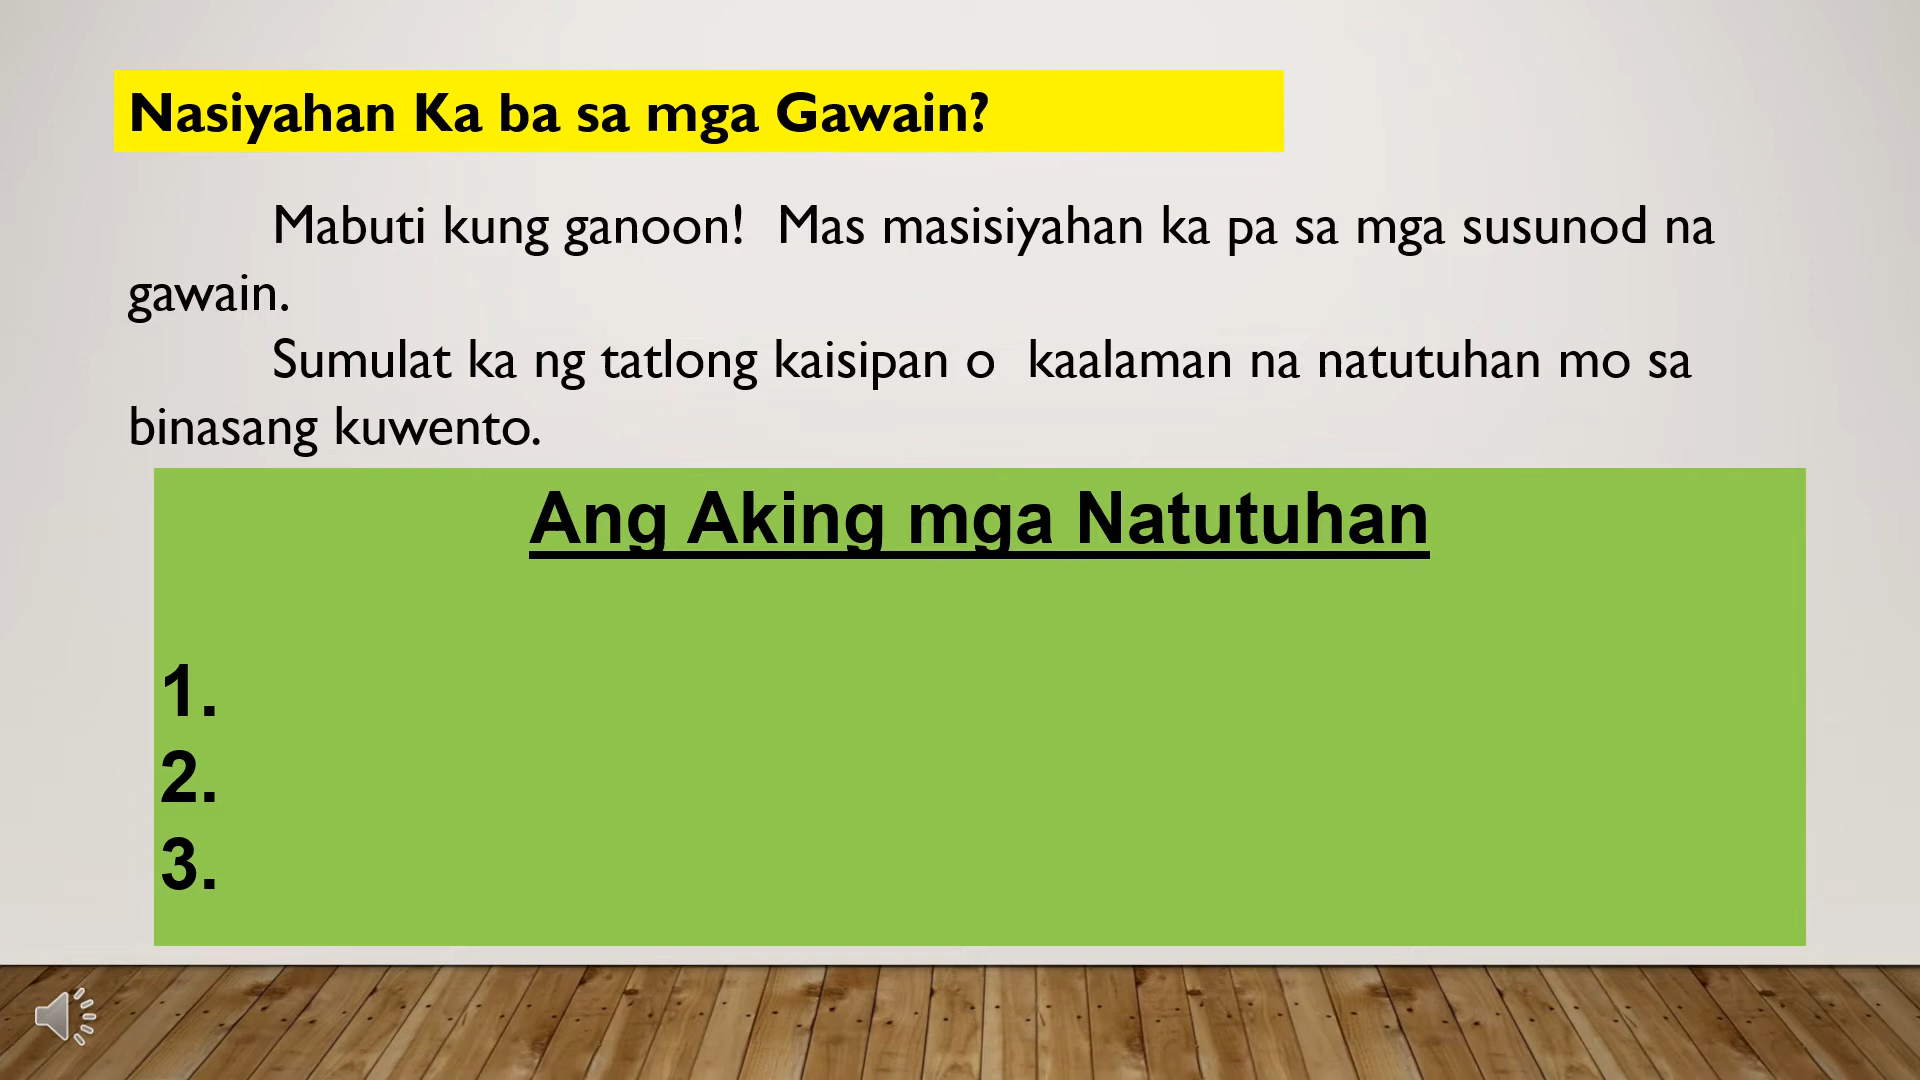 Nasiyahan Ka ba sa mga Gawain?
Mabuti kung ganoon!  Mas masisiyahan ka pa sa mga susunod na
gawain.
Sumulat ka ng tatlong kaisipan o  kaalaman na natutuhan mo sa
binasang kuwento.
Ang Aking mga Natutuhan
1.
2.
3.